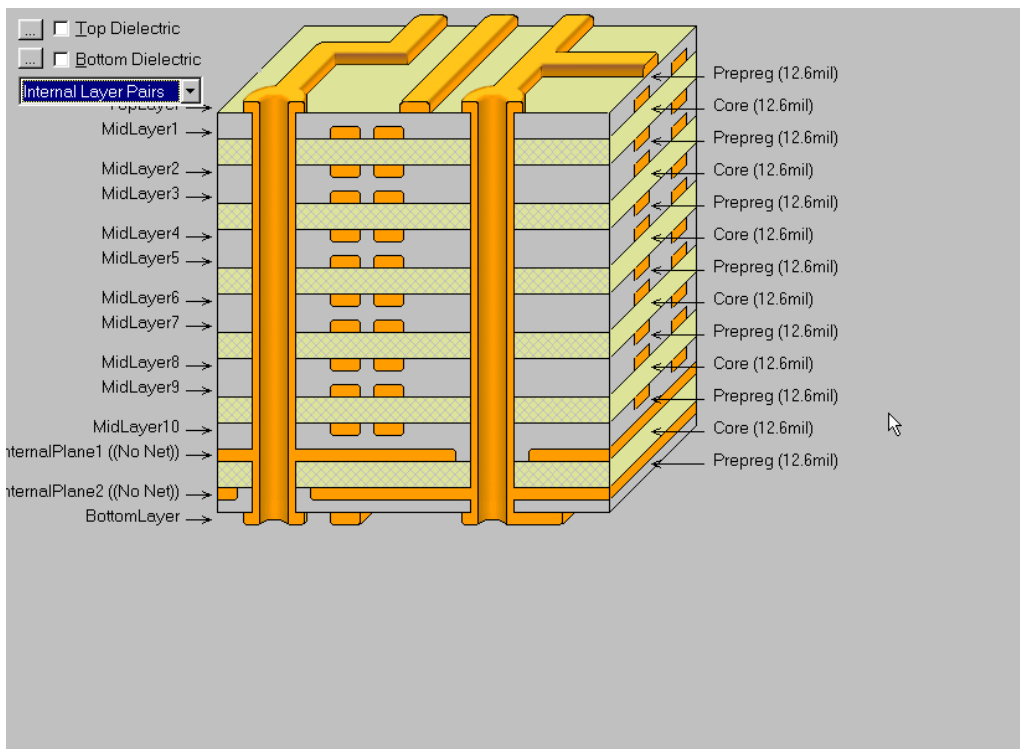 ... Top Dielectric
... Bottom Dielectric
Internal Layer Pairs
TopLayer
MidLayer1
MidLayer2
MidLayer3
MidLayer4
MidLayer5
MidLayer6
MidLayer7
MidLayer8
MidLayer9
MidLayer10
nternalPlane1 ((No Net))
nternalPlane2 ((No Net))
BottomLayer
Prepreg (12.6mil)
Core (12.6mil)
Prepreg (12.6mil)
Core (12.6mil)
Prepreg (12.6mil)
Core (12.6mil)
Prepreg (12.6mil)
Core (12.6mil)
Prepreg (12.6mil)
Core (12.6mil)
Prepreg (12.6mil)
Core (12.6mil)
Prepreg (12.6mil)